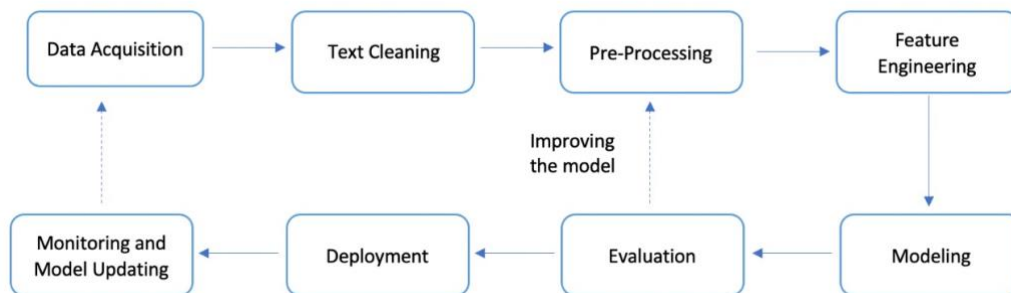 Data Acquisition
Text Cleaning
Pre-Processing
Feature
Engineering
Improving
the model
Monitoring and
Model Updating
Deployment
Evaluation
Modeling